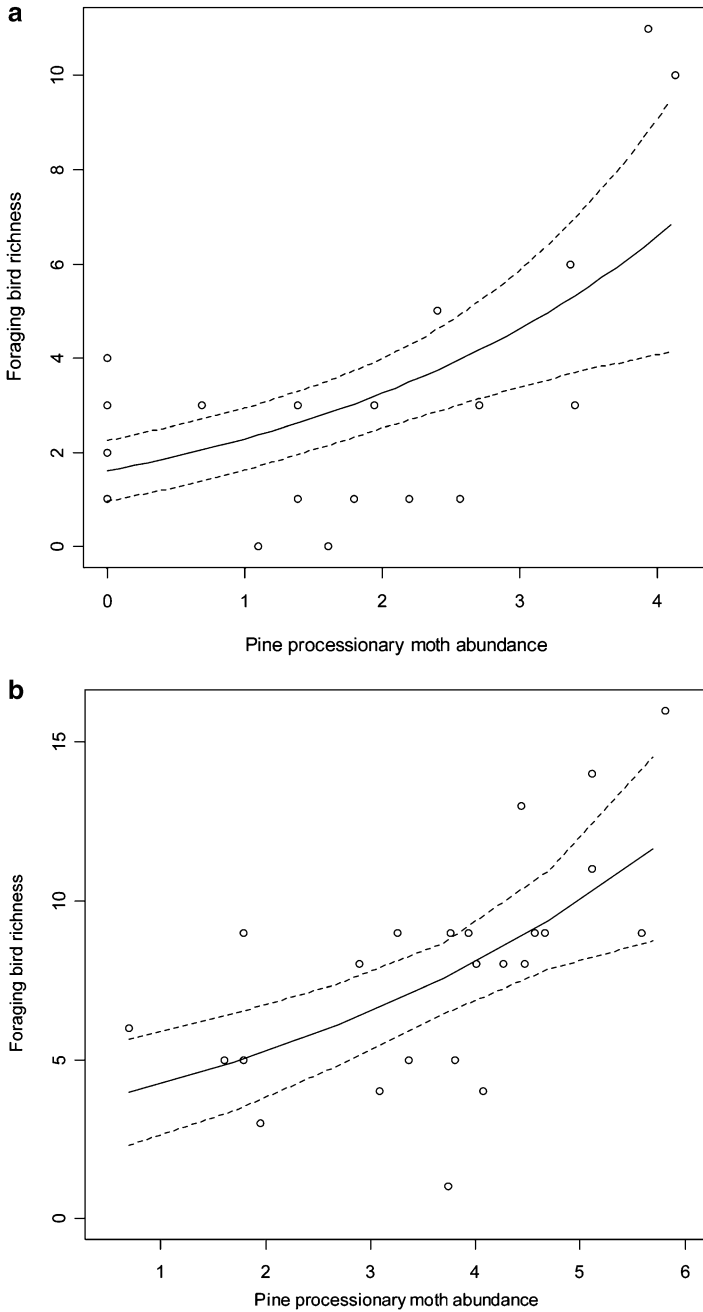 a
10
8
6
4
2
0
Foraging bird richness
0 1 2 3 4
Pine processionary moth abundance
b
15
10
5
0
Foraging bird richness
1 2 3 4 5 6
Pine processionary moth abundance